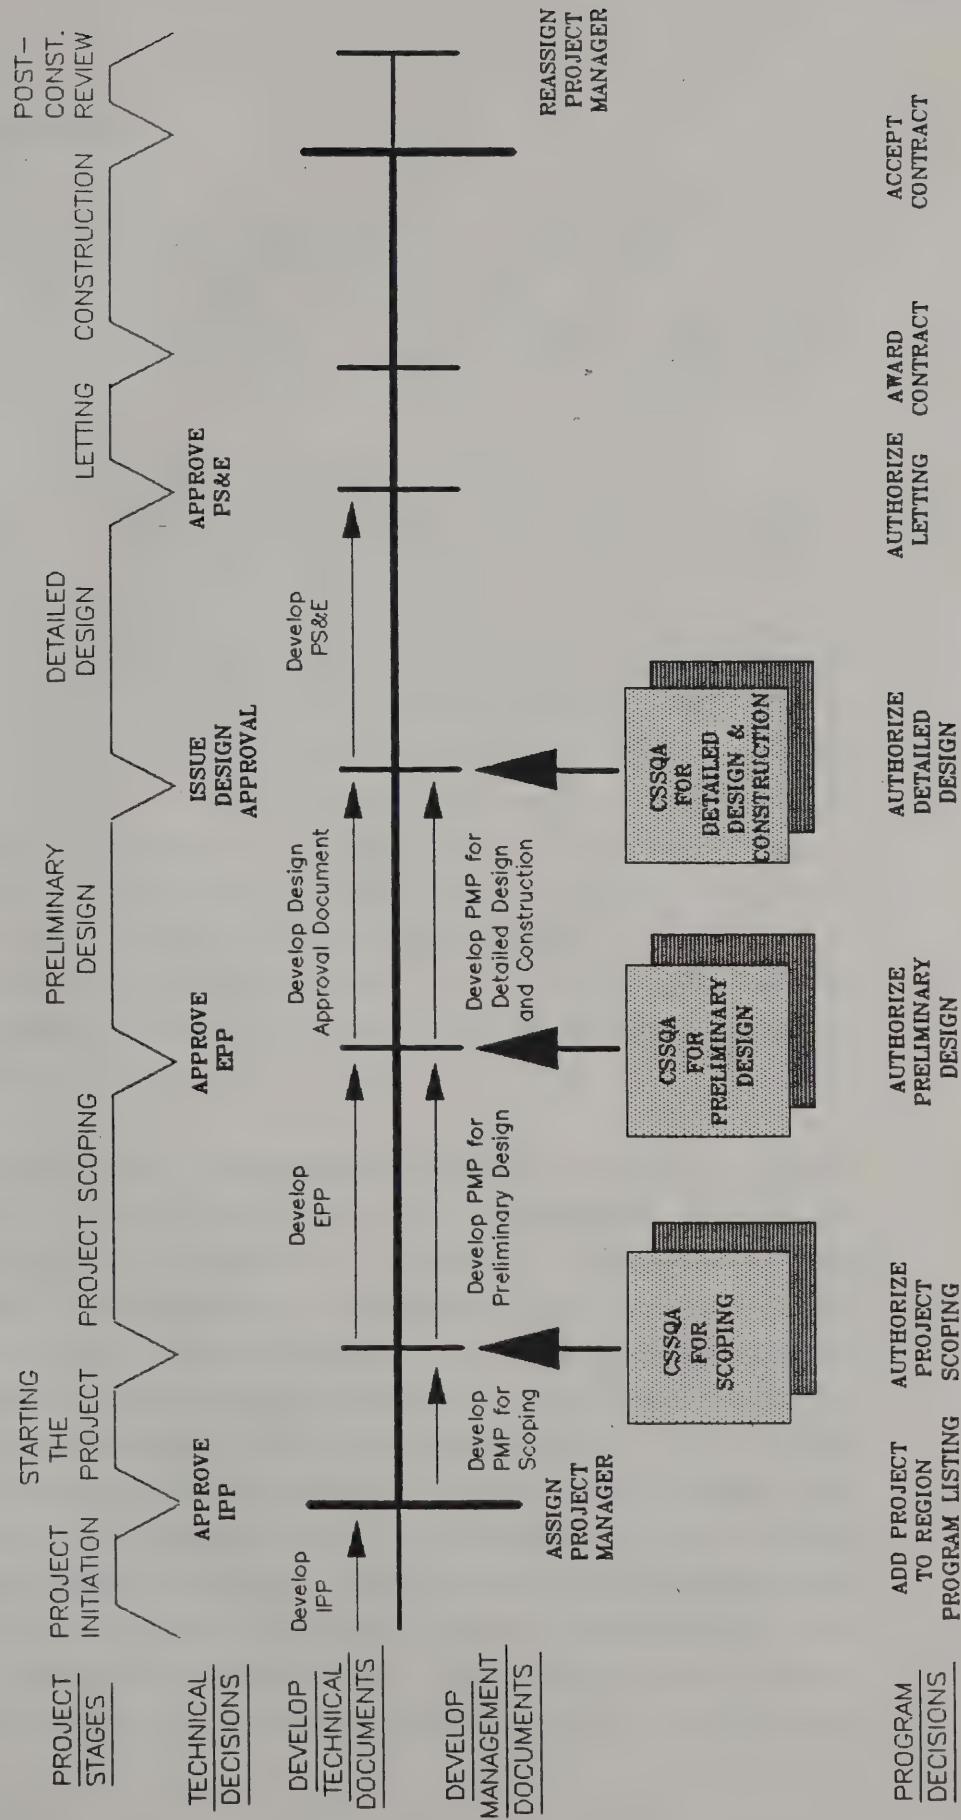 PROJECT
STAGES
PROJECT
INITIATION
STARTING
THE
PROJECT
PROJECT SCOPING
PRELIMINARY
DESIGN
DETAILED
DESIGN
LETTING
CONSTRUCTION
POST-
CONST.
REVIEW
TECHNICAL
DECISIONS
APPROVE
IPP
APPROVE
EPP
ISSUE
DESIGN
APPROVAL
APPROVE
PS&E
DEVELOP
TECHNICAL
DOCUMENTS
Develop
IPP
Develop
EPP
Develop Design
Approval Document
Develop
PS&E
DEVELOP
MANAGEMENT
DOCUMENTS
Develop
PMP for
Scoping
Develop PMP for
Preliminary Design
Develop PMP for
Detailed Design
and Construction
ASSIGN
PROJECT
MANAGER
REASSIGN
PROJECT
MANAGER
CSSQA
FOR
SCOPING
CSSQA
FOR
PRELIMINARY
DESIGN
CSSQA
FOR
DETAILED
DESIGN &
CONSTRUCTION
PROGRAM
DECISIONS
ADD PROJECT
TO REGION
PROGRAM LISTING
AUTHORIZE
PROJECT
SCOPING
AUTHORIZE
PRELIMINARY
DESIGN
AUTHORIZE
DETAILED
DESIGN
AUTHORIZE
LETTING
AWARD
CONTRACT
ACCEPT
CONTRACT